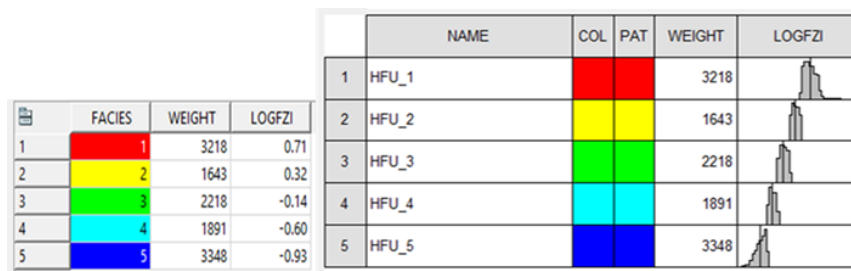 FACIES WEIGHT LOGFZI
1 1 3218 0.71
2 2 1643 0.32
3 3 2218 -0.14
4 4 1891 -0.60
5 5 3348 -0.93
NAME COL PAT WEIGHT LOGFZI
1 HFU_1 3218
2 HFU_2 1643
3 HFU_3 2218
4 HFU_4 1891
5 HFU_5 3348